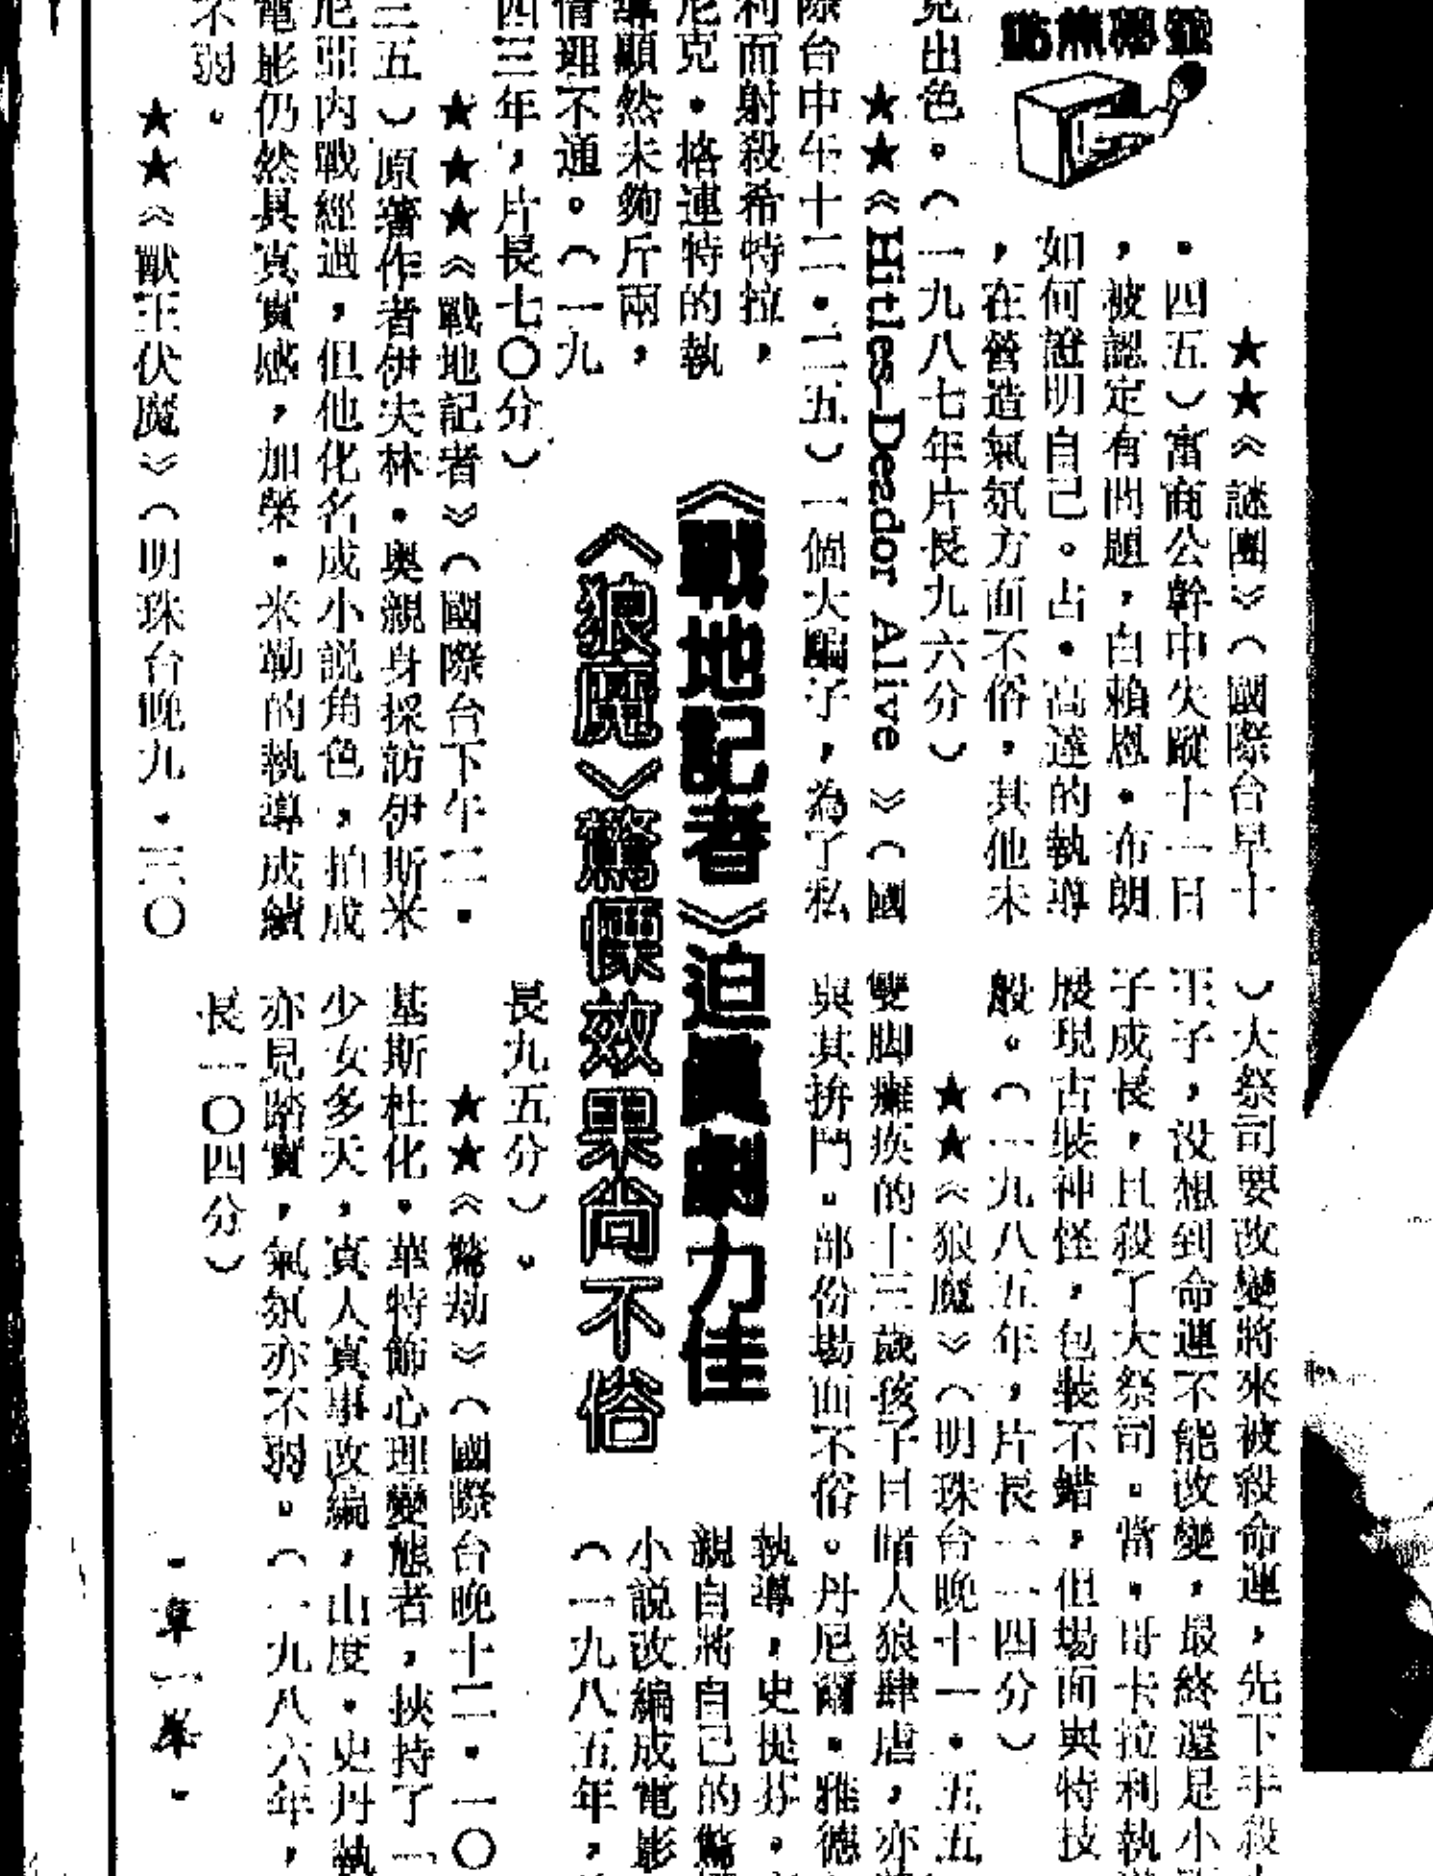 ★★《謎團》（國際台早十
・四五）富商公幹中失蹤十一日
，被認定有問題，自賴恩・布朗
如何證明自己。占・高達的執導
，在營造氣氛方面不俗，其他未
見出色。（一九八七年片長九六分）
★★《Hitles-Deedor Alive 》（國
際台中午十二・二五）一個大騙子，為了私
利而射殺希特拉，
尼克・格連特的執
導顯然未夠斤兩，
情理不通。（一九
四三年，片長七〇分）
《戰地記者》迫真劇力佳
《狼魔》驚慄效果尚不俗
★★★《戰地記者》（國際台下午二・
三五）原著作者伊夫林・奧親身採訪伊斯米
尼亞內戰經過，但他化名成小説角色，拍成
電影仍然具真實感，加榮・米勒的執導成績
不弱。
★★《獸王伏魔》（明珠台晚九・三〇
）大祭司要改變將來被殺命運，先下手殺
王子，沒想到命運不能改變，最終還是小
子成長，且殺了大祭司。當・哥卡拉利執
展現古裝神怪，包裝不錯，但場面與特技
般。（一九八五年，片長一一四分）
★★《狼魔》（明珠台晚十一・五五
雙腳癱瘓的十三歲孩子目睹人狼肆虐，亦
與其拚鬥。部份場面不俗。丹尼爾・雅德
執導，史提芬・
親自將自己的驚
小説改編成電影
（一九八五年，
長九五分）。
★★《驚劫》（國際台晚十二・一〇
基斯杜化・華特飾心理變態者，挾持了一
少女多天，真人真事改編，山度・史丹執
亦見踏實，氣氛亦不弱。（一九八六年，
長一〇四分）